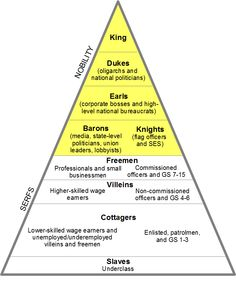 NOBILITY
King
Dukes
(oligarchs and
national politicians)
Earls
(corporate bosses and high-
level national bureaucrats)
Barons
(media, state-level
politicians, union
leaders, lobbyists)
Knights
(flag officers
and SES)
SERFS
Freemen
Professionals and small
businessmen
Commissioned
officers and GS 7-15
Villeins
Higher-skilled wage
earners
Non-commissioned
officers and GS 4-6
Cottagers
Lower-skilled wage earners and
unemployed/underemployed
villeins and freemen
Enlisted, patrolmen,
and GS 1-3
Slaves
Underclass